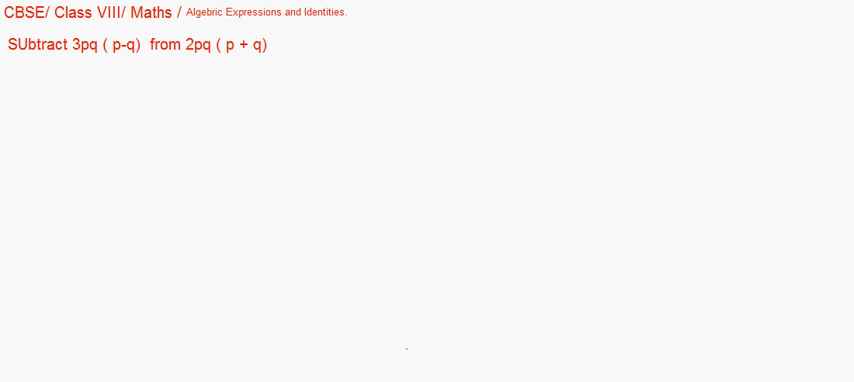 CBSE/ Class VIII/ Maths / Algebric Expressions and Identities.
SUbtract 3pq ( p-q) from 2pq ( p + q)